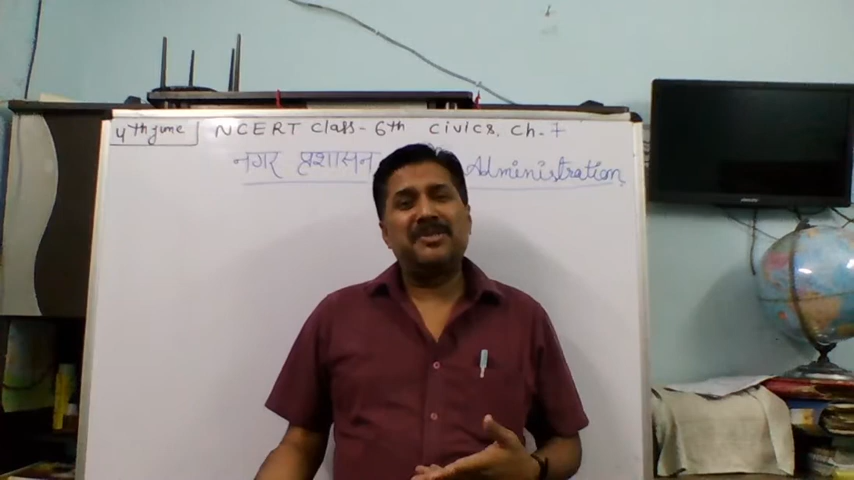 4th June
NCERT Class - 6th Civics, Ch. 7
नगर प्रशासन, Administration